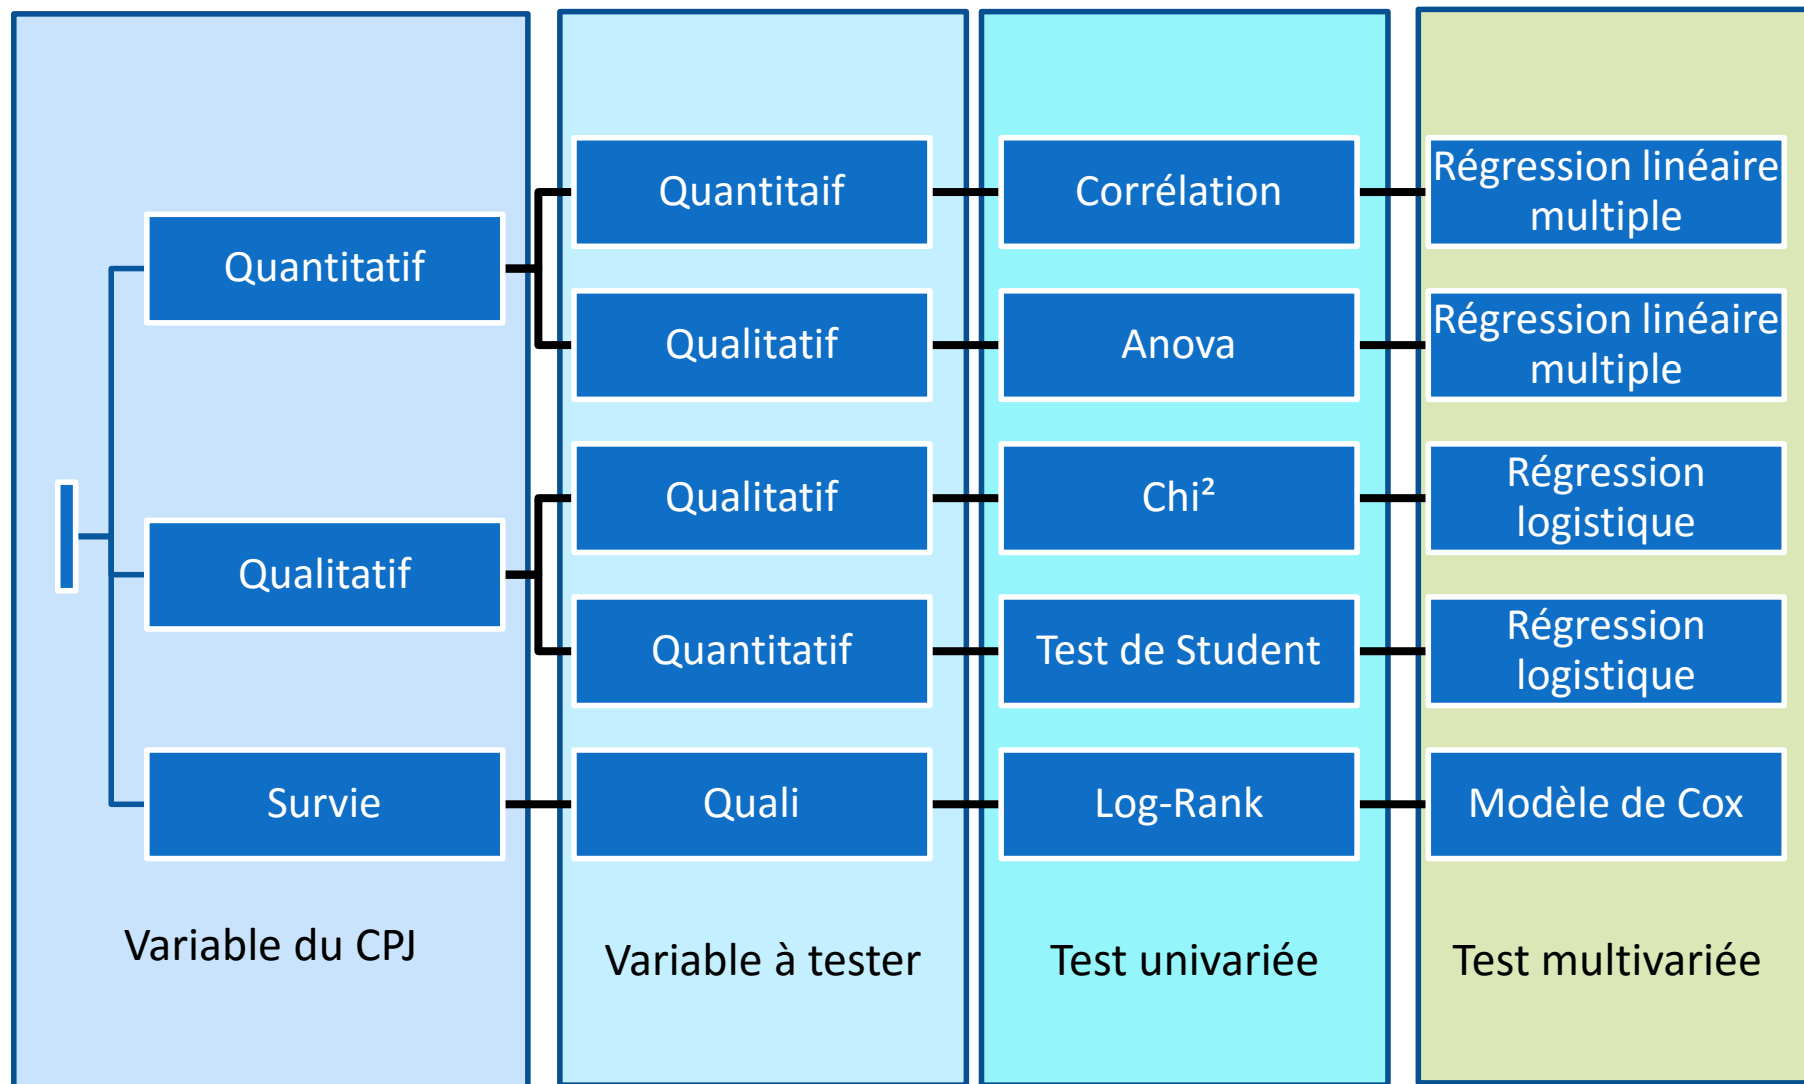 Quantitatif
Qualitatif
Survie
Variable du CPJ
Quantitaif
Qualitatif
Qualitatif
Quantitatif
Quali
Variable à tester
Corrélation
Anova
Chi²
Test de Student
Log-Rank
Test univariée
Régression linéaire
multiple
Régression linéaire
multiple
Régression
logistique
Régression
logistique
Modèle de Cox
Test multivariée